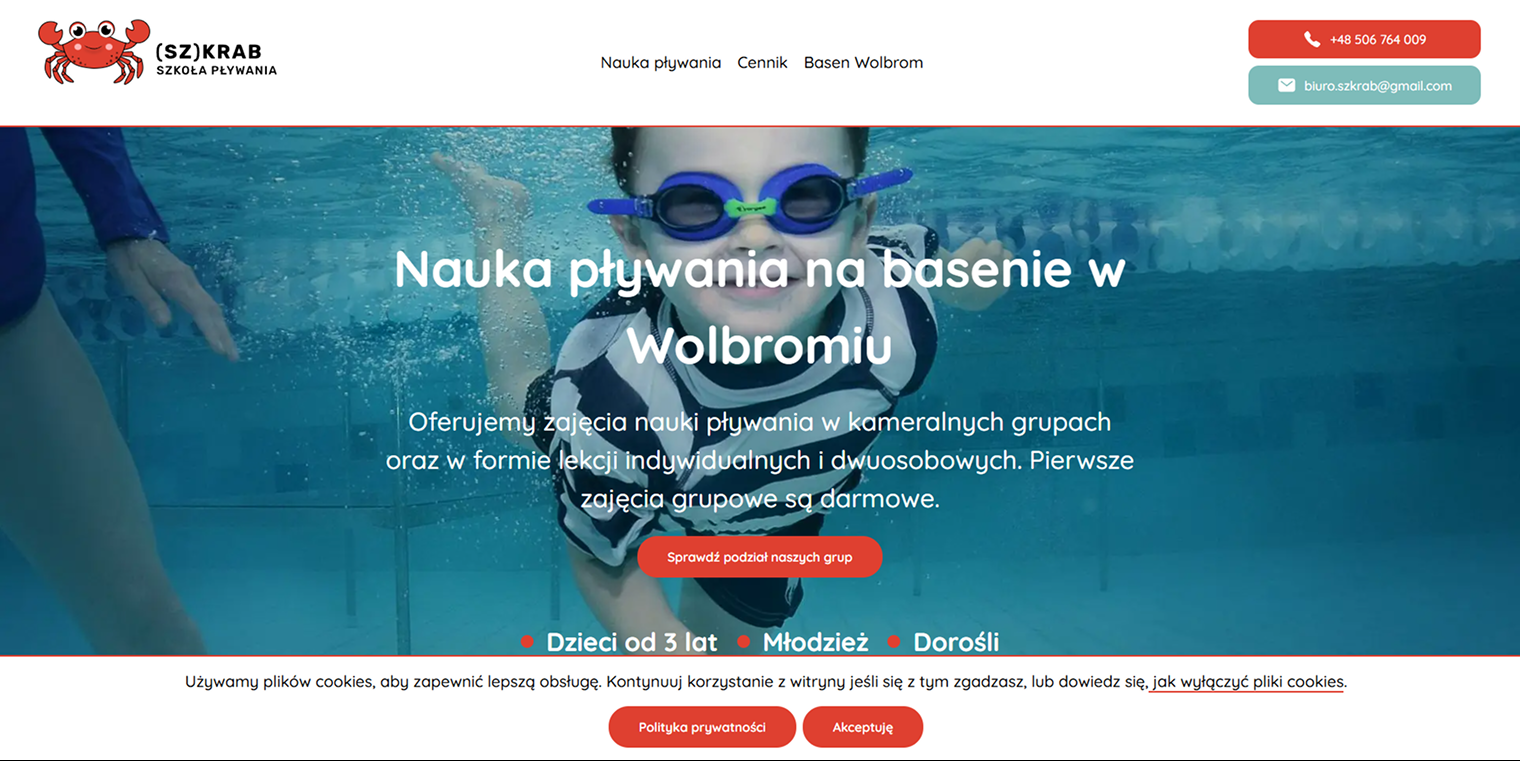 (SZ)KRAB
SZKOŁA PŁYWANIA
Nauka pływania Cennik Basen Wolbrom
+48 506 764 009
biuro.szkrab@gmail.com
Nauka pływania na basenie w
Wolbromiu
Oferujemy zajęcia nauki pływania w kameralnych grupach
oraz w formie lekcji indywidualnych i dwuosobowych. Pierwsze
zajęcia grupowe są darmowe.
Sprawdź podział naszych grup
Dzieci od 3 lat Młodzież Dorośli
Używamy plików cookies, aby zapewnić lepszą obsługę. Kontynuuj korzystanie z witryny jeśli się z tym zgadzasz, lub dowiedz się, jak wyłączyć pliki cookies.
Polityka prywatności Akceptuję